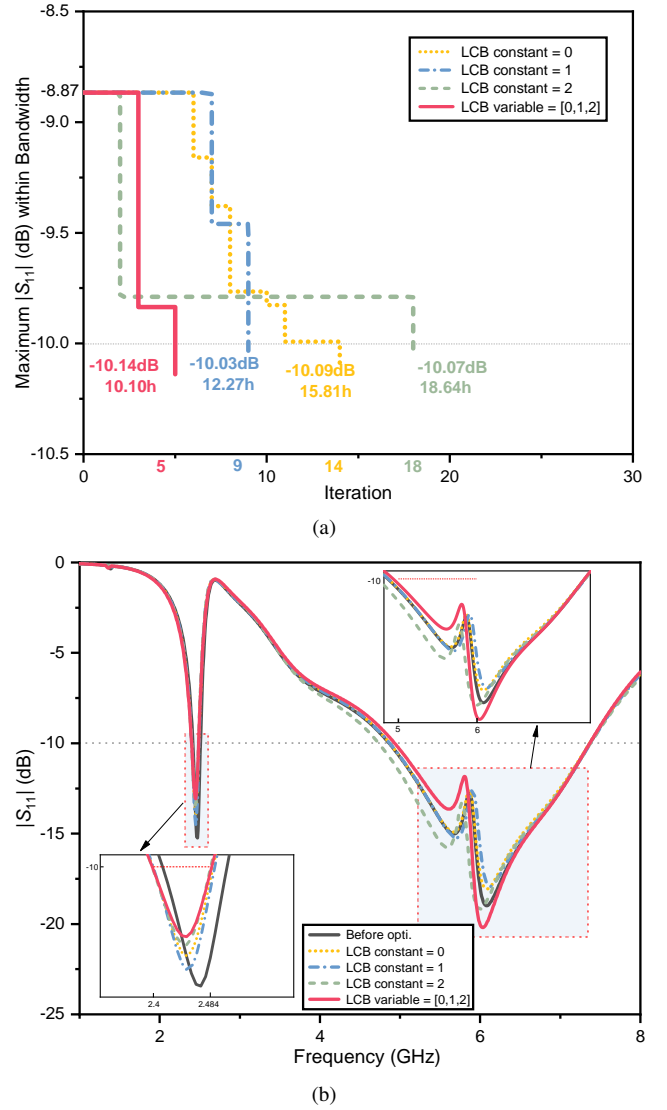 -8.5
-8.87
-9.0
-9.5
-10.0
-10.5
Maximum |S11| (dB) within Bandwidth
LCB constant = 0
LCB constant = 1
LCB constant = 2
LCB variable = [0,1,2]
-10.14dB
10.10h
-10.03dB
12.27h
-10.09dB
15.81h
-10.07dB
18.64h
5
9
14
18
0
10
20
30
Iteration
(a)
0
-5
-10
-15
-20
-25
|S11| (dB)
-10
5
6
-10
2.4
2.484
Before opti.
LCB constant = 0
LCB constant = 1
LCB constant = 2
LCB variable = [0,1,2]
2
4
6
8
Frequency (GHz)
(b)